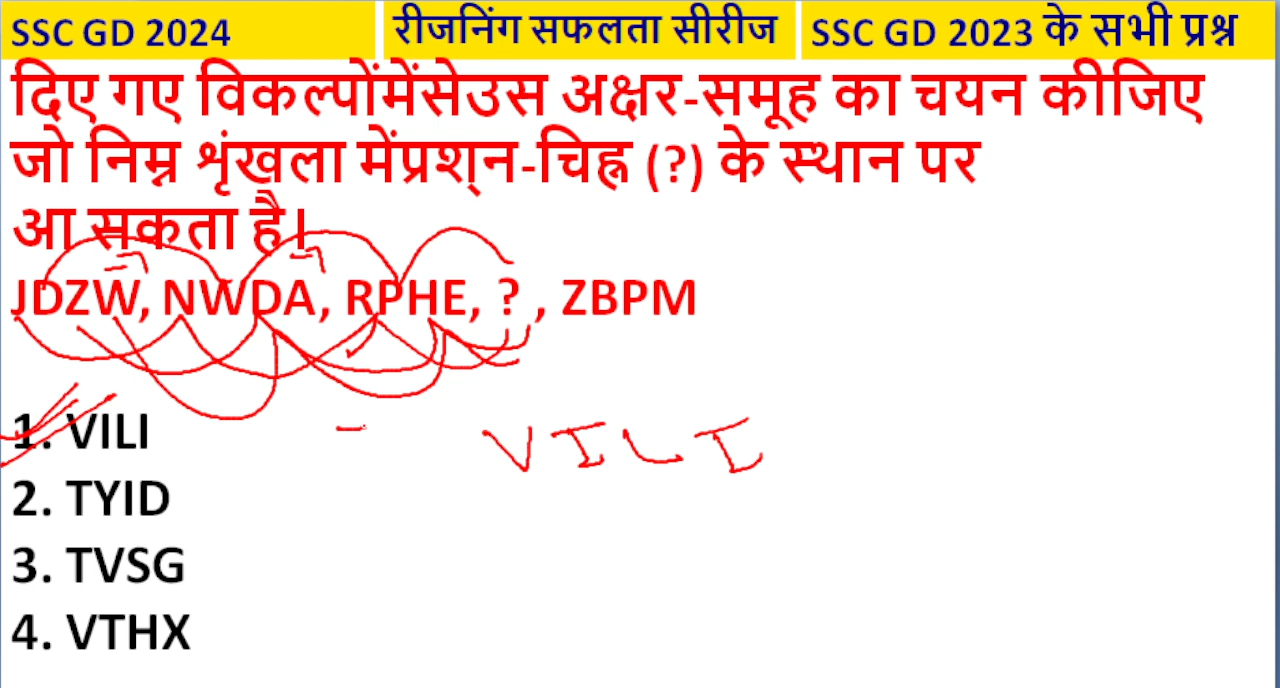 SSC GD 2024
रीजनिंग सफलता सीरीज
SSC GD 2023 के सभी प्रश्न
दिए गए विकल्पोंमेंसेउस अक्षर-समूह का चयन कीजिए
जो निम्न शृंखला मेंप्रश्‌न-चिह्न (?) के स्थान पर
आ सकता है।
JDZW, NWDA, RPHE, ? , ZBPM
1. VILI
VILI
2. TYID
3. TVSG
4. VTHX